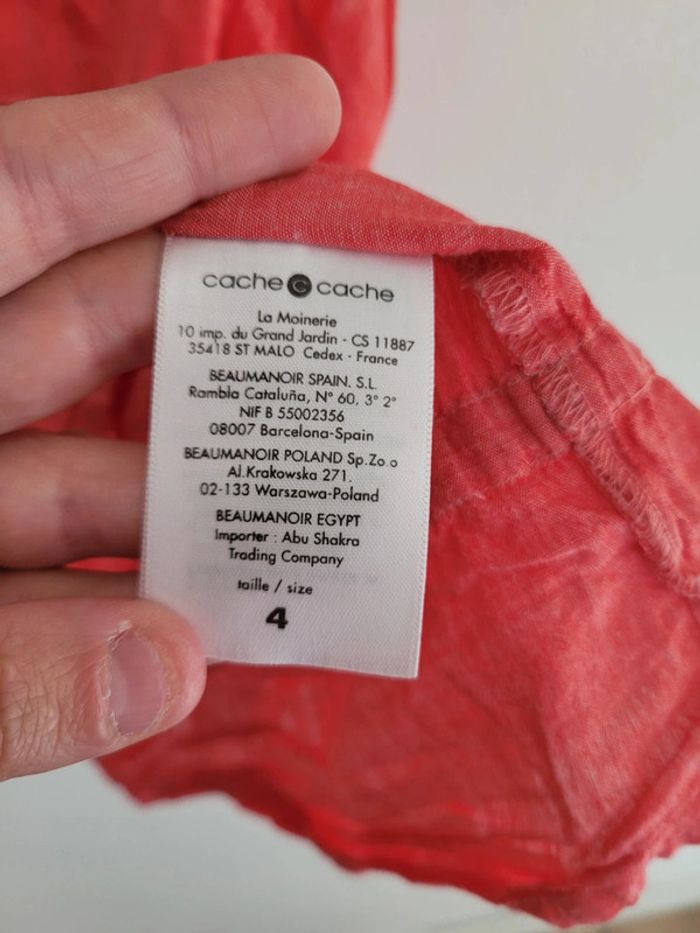 cache C cache
La Moinerie
10 imp. du Grand Jardin - CS 11887
35418 ST MALO Cedex - France
BEAUMANOIR SPAIN. S.L.
Rambla Cataluña, N° 60, 3° 2°
NIF B 55002356
08007 Barcelona-Spain
BEAUMANOIR POLAND Sp.Zo.o
Al.Krakowska 271.
02-133 Warszawa-Poland
BEAUMANOIR EGYPT
Importer : Abu Shakra
Trading Company
taille / size
4